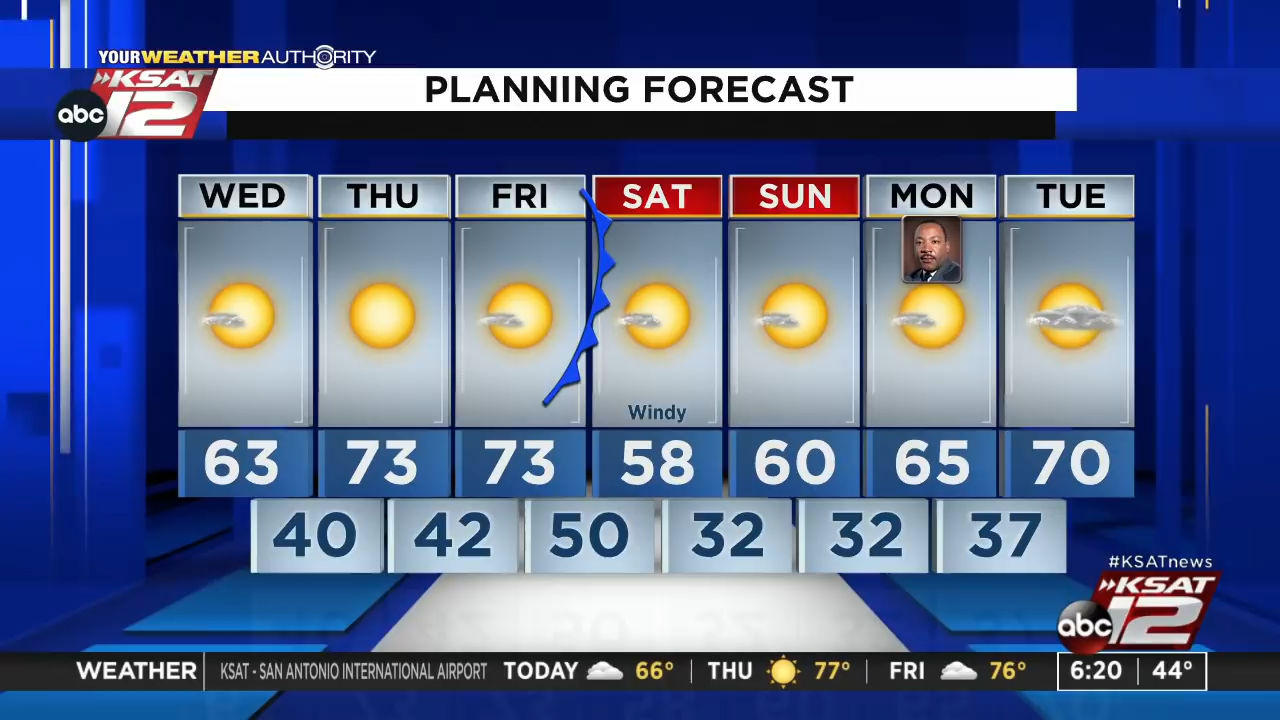 YOURWEATHERAUTHORITY
KSAT
abc 12
PLANNING FORECAST
WED THU FRI SAT SUN MON TUE
Windy
63 73 73 58 60 65 70
40 42 50 32 32 37
#KSATnews
KSAT
abc 12
WEATHER KSAT - SAN ANTONIO INTERNATIONAL AIRPORT TODAY 66° THU 77° FRI 76° 6:20 44°